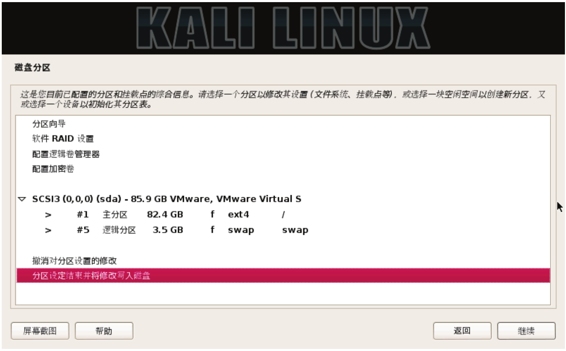 KALI LINUX
磁盘分区
这是您目前已配置的分区和挂载点的综合信息。请选择一个分区以修改其设置(文件系统、挂载点等)，或选择一块空闲空间以创建新分区，又
或选择一个设备以初始化其分区表。
分区向导
软件 RAID 设置
配置逻辑卷管理器
配置加密卷
SCSI3 (0,0,0) (sda) - 85.9 GB VMware, VMware Virtual S
> #1 主分区 82.4 GB f ext4 /
> #5 逻辑分区 3.5 GB f swap swap
撤消对分区设置的修改
分区设定结束并将修改写入磁盘
屏幕截图 帮助 返回 继续